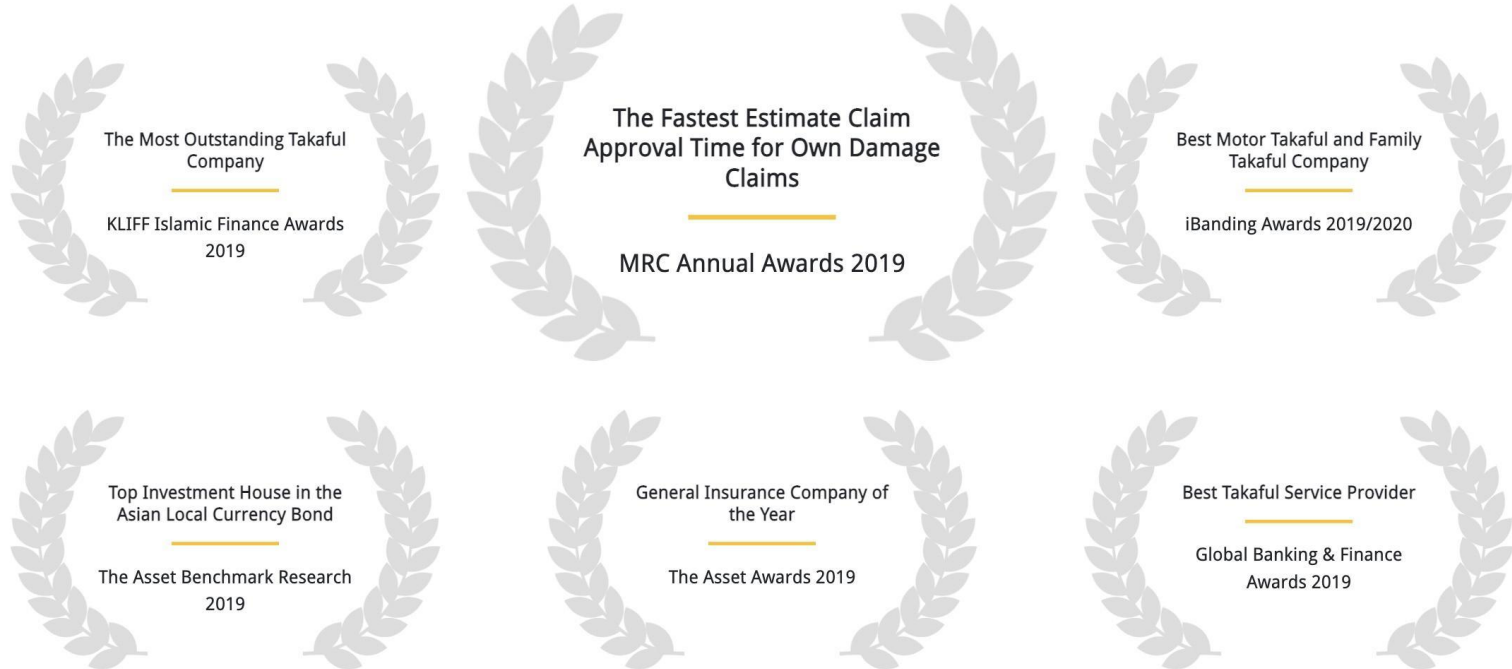 The Most Outstanding Takaful
Company
KLIFF Islamic Finance Awards
2019
The Fastest Estimate Claim
Approval Time for Own Damage
Claims
MRC Annual Awards 2019
Best Motor Takaful and Family
Takaful Company
iBanding Awards 2019/2020
Top Investment House in the
Asian Local Currency Bond
The Asset Benchmark Research
2019
General Insurance Company of
the Year
The Asset Awards 2019
Best Takaful Service Provider
Global Banking & Finance
Awards 2019